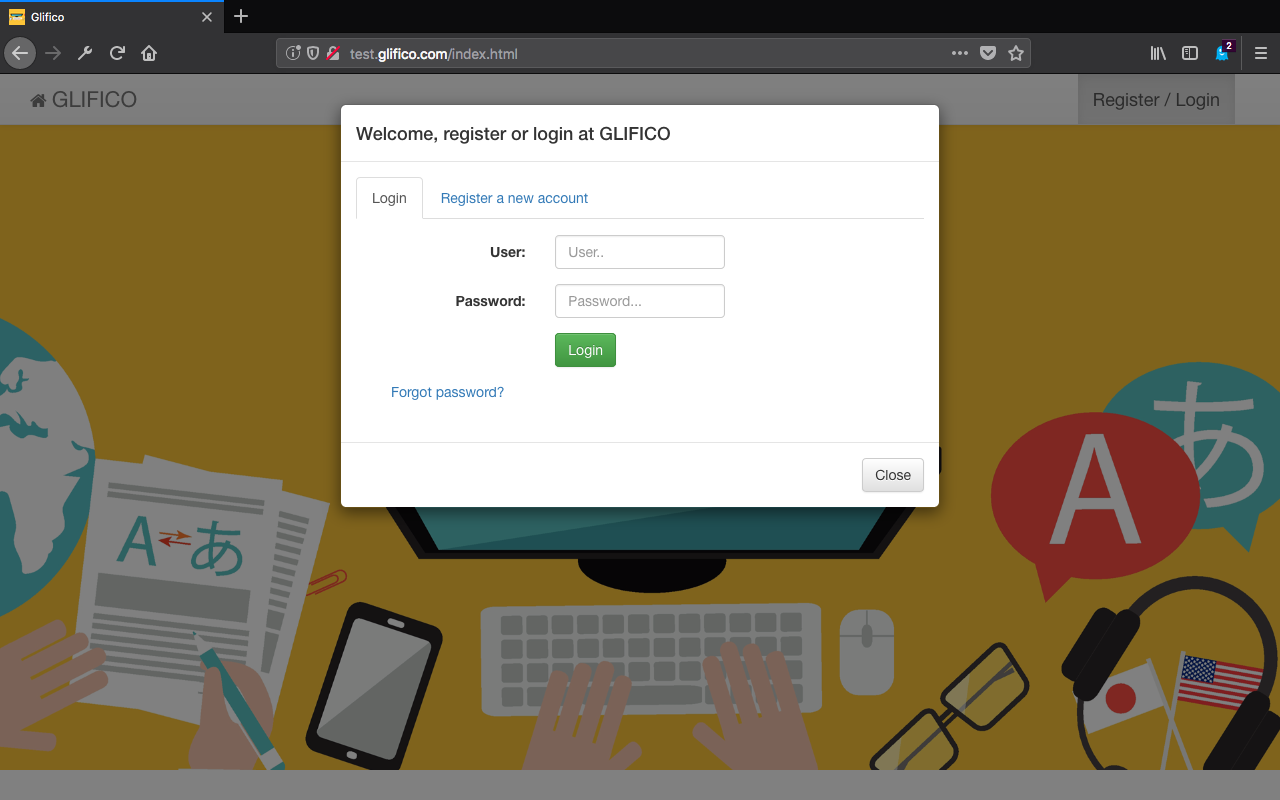 Glifico
test.glifico.com/index.html
2
GLIFICO
Register / Login
Welcome, register or login at GLIFICO
Login
Register a new account
User:
User..
Password:
Password...
Login
Forgot password?
Close
A
あ
A
あ